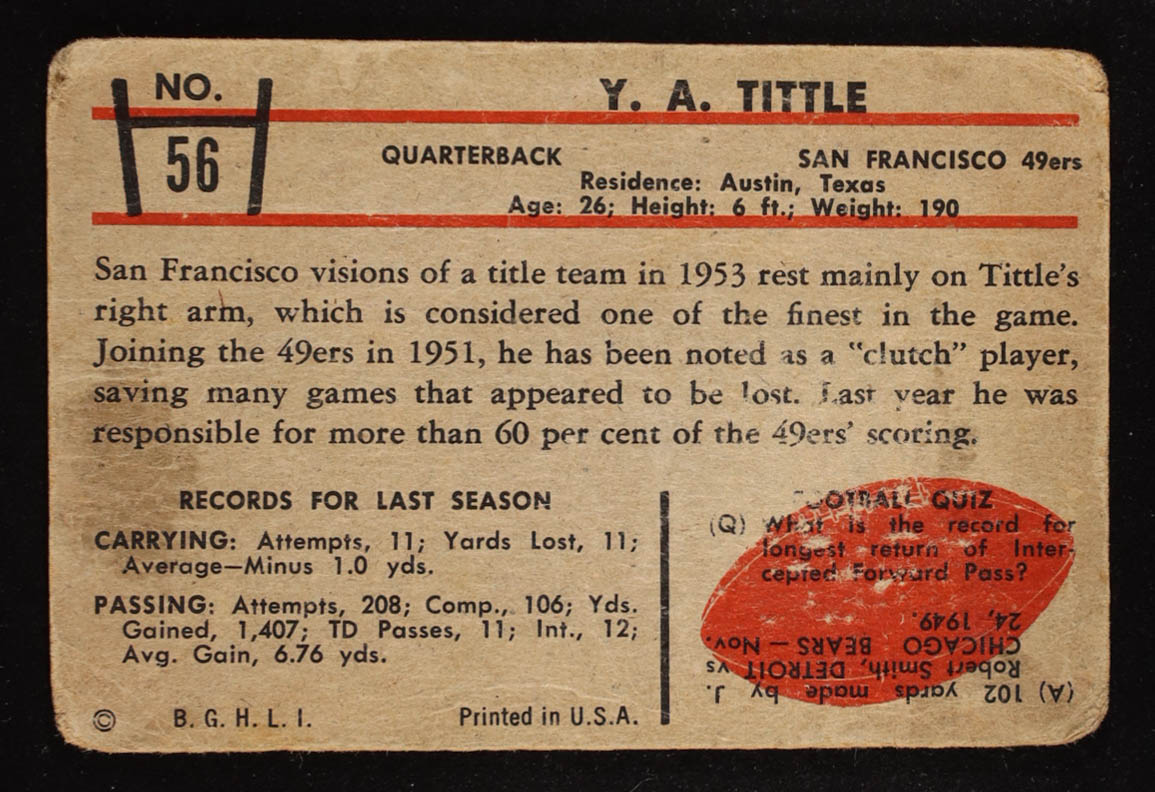 NO.
56
Y. A. TITTLE
QUARTERBACK SAN FRANCISCO 49ers
Residence: Austin, Texas
Age: 26; Height: 6 ft.; Weight: 190
San Francisco visions of a title team in 1953 rest mainly on Tittle's
right arm, which is considered one of the finest in the game.
Joining the 49ers in 1951, he has been noted as a "clutch" player,
saving many games that appeared to be lost. Last year he was
responsible for more than 60 per cent of the 49ers' scoring.
RECORDS FOR LAST SEASON
CARRYING: Attempts, 11; Yards Lost, 11;
Average—Minus 1.0 yds.
PASSING: Attempts, 208; Comp., 106; Yds.
Gained, 1,407; TD Passes, 11; Int., 12;
Avg. Gain, 6.76 yds.
© B. G. H. L. I. Printed in U.S.A.
FOOTBALL QUIZ
(Q) What is the record for
longest return of Inter-
cepted Forward Pass?
(A) 102 yards made by J.
Robert Smith, DETROIT vs
CHICAGO BEARS — Nov.
24, 1949.